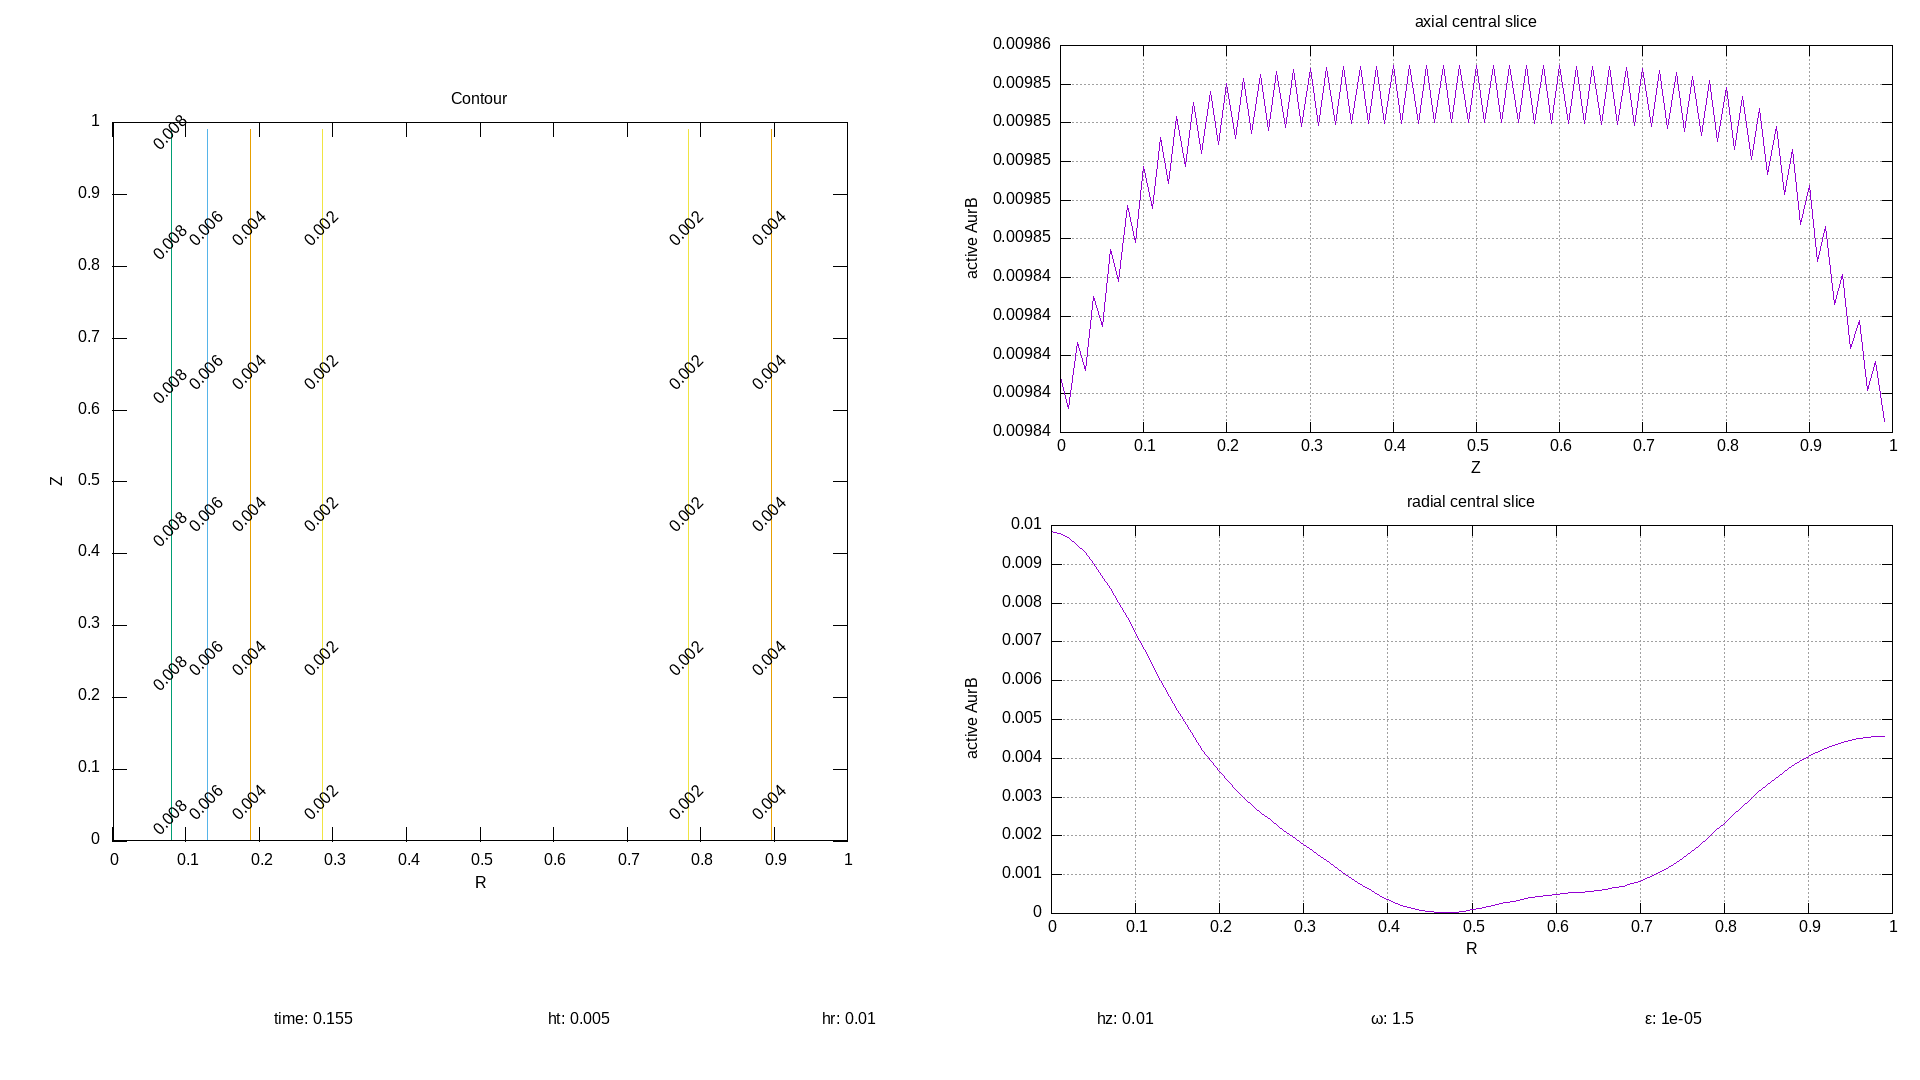 Contour
1
0.9
0.8
0.7
0.6
0.5
0.4
0.3
0.2
0.1
0
Z
0.008
0.008 0.006 0.004 0.002 0.002 0.004
0.008 0.006 0.004 0.002 0.002 0.004
0.008 0.006 0.004 0.002 0.002 0.004
0.008 0.006 0.004 0.002 0.002 0.004
0.008 0.006 0.004 0.002 0.002 0.004
0 0.1 0.2 0.3 0.4 0.5 0.6 0.7 0.8 0.9 1
R
axial central slice
active AurB
0.00986
0.00985
0.00985
0.00985
0.00985
0.00985
0.00984
0.00984
0.00984
0.00984
0.00984
0 0.1 0.2 0.3 0.4 0.5 0.6 0.7 0.8 0.9 1
Z
radial central slice
active AurB
0.01
0.009
0.008
0.007
0.006
0.005
0.004
0.003
0.002
0.001
0
0 0.1 0.2 0.3 0.4 0.5 0.6 0.7 0.8 0.9 1
R
time: 0.155 ht: 0.005 hr: 0.01 hz: 0.01 ω: 1.5 ε: 1e-05